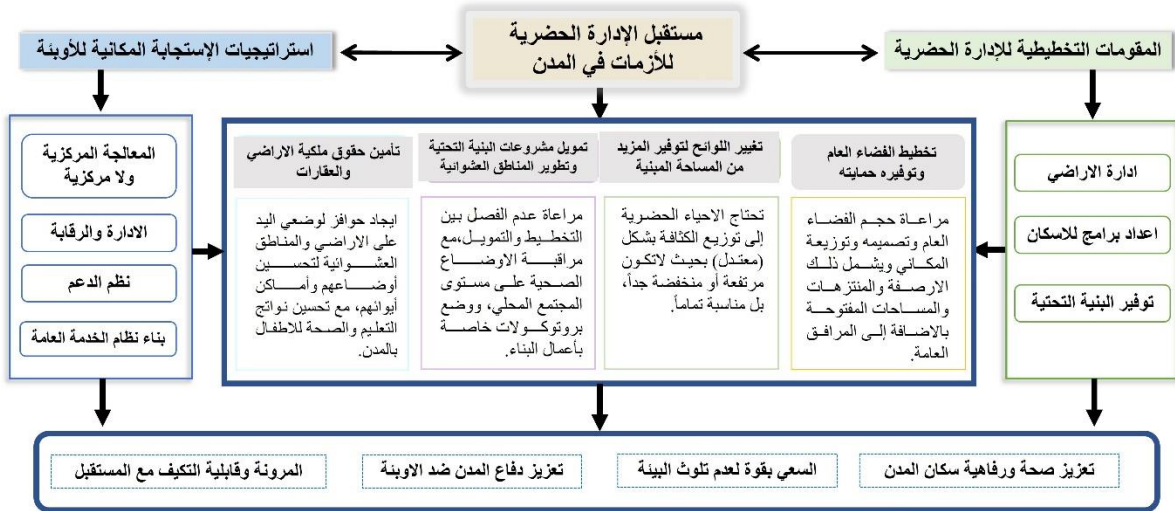 المقومات التخطيطية للإدارة الحضرية
مستقبل الإدارة الحضرية
للأزمات في المدن
استراتيجيات الإستجابة المكانية للأوبئة
ادارة الاراضي
اعداد برامج للاسكان
توفير البنية التحتية
تخطيط الفضاء العام
وتوفيره حمايته
مراعاة حجم الفضاء
العام وتصميمه وتوزيعة
المكاني ويشمل ذلك
الارصفة والمنتزهات
والمساحات المفتوحة
بالاضافة إلى المرافق
العامة.
تغيير اللوائح لتوفير المزيد
من المساحة المبنية
تحتاج الاحياء الحضرية
إلى توزيع الكثافة بشكل
(معتدل) بحيث لاتكون
مرتفعة أو منخفضة جداً،
بل مناسبة تماماً.
تمويل مشروعات البنية التحتية
وتطوير المناطق العشوائية
مراعاة عدم الفصل بين
التخطيط والتمويل،مع
مراقبة الاوضاع
الصحية على مستوى
المجتمع المحلي، ووضع
بروتوكولات خاصة
بأعمال البناء.
تأمين حقوق ملكية الاراضي
والعقارات
ايجاد حوافز لوضعي اليد
على الاراضي والمناطق
العشوائية لتحسين
أوضاعهم وأماكن
أيوائهم، مع تحسين نواتج
التعليم والصحة للاطفال
بالمدن.
المعالجة المركزية
ولا مركزية
الادارة والرقابة
نظم الدعم
بناء نظام الخدمة العامة
تعزيز صحة ورفاهية سكان المدن
السعي بقوة لعدم تلوث البيئة
تعزيز دفاع المدن ضد الاوبئة
المرونة وقابلية التكيف مع المستقبل